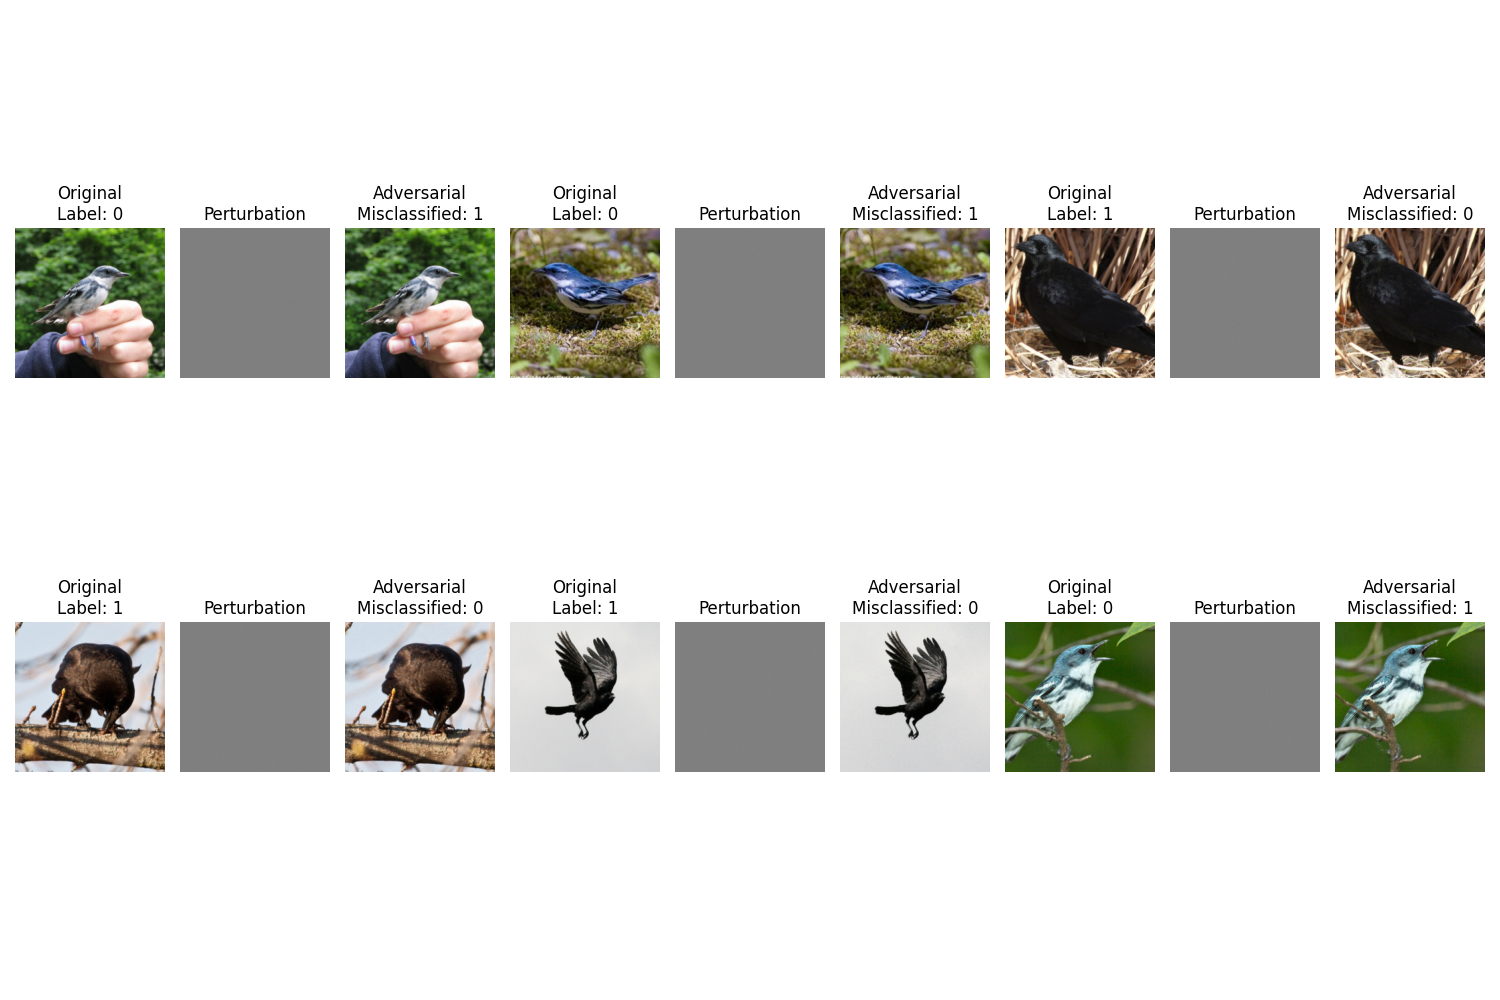 Original
Label: 0
Perturbation
Adversarial
Misclassified: 1
Original
Label: 0
Perturbation
Adversarial
Misclassified: 1
Original
Label: 1
Perturbation
Adversarial
Misclassified: 0
Original
Label: 1
Perturbation
Adversarial
Misclassified: 0
Original
Label: 1
Perturbation
Adversarial
Misclassified: 0
Original
Label: 0
Perturbation
Adversarial
Misclassified: 1